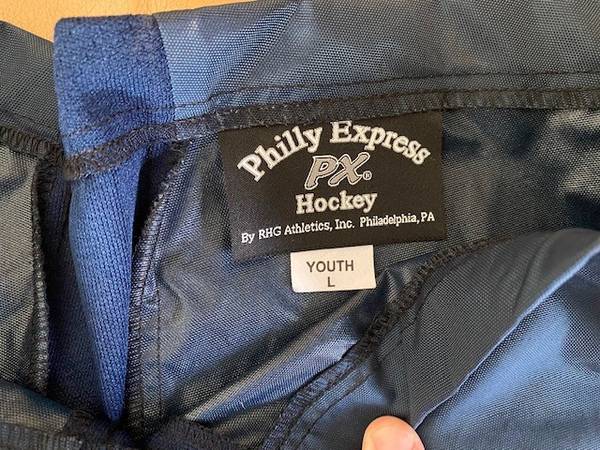 Philly Express
PX®
Hockey
By RHG Athletics, Inc. Philadelphia, PA
YOUTH
L